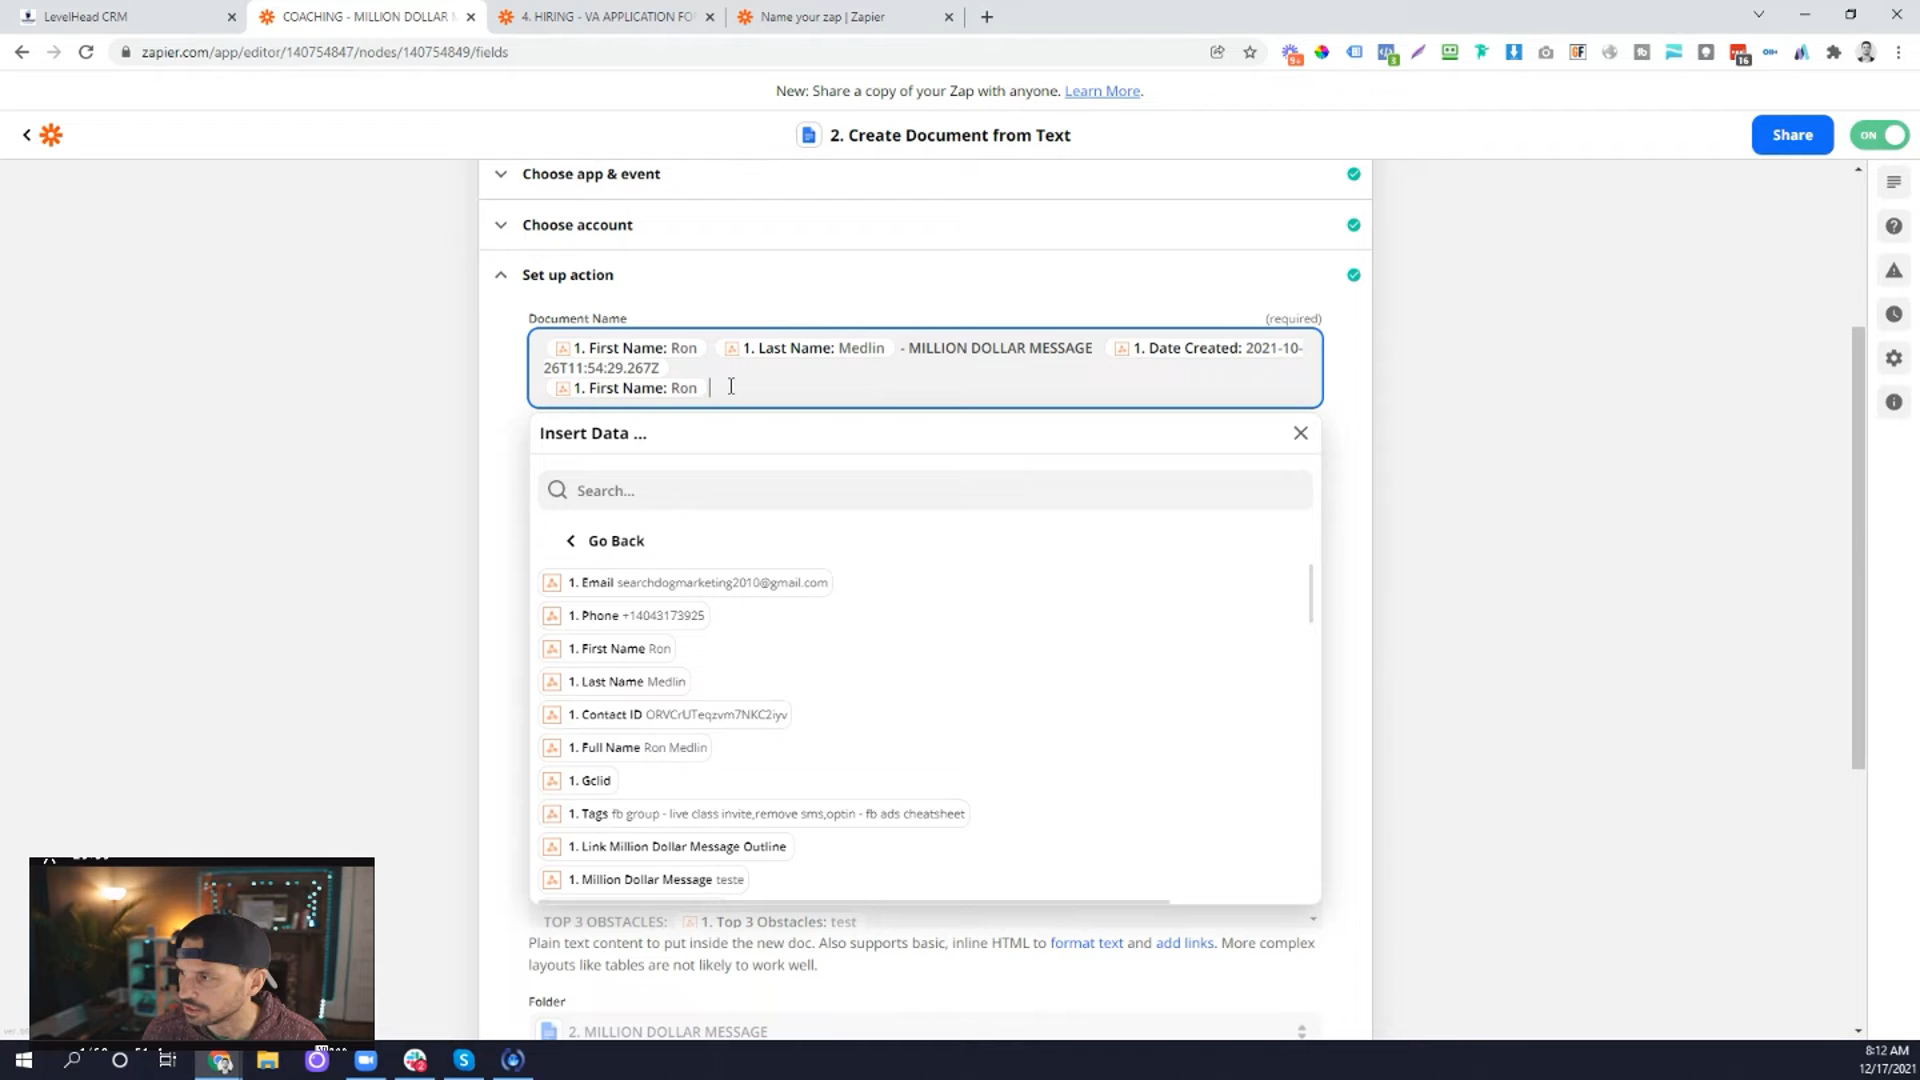 LevelHead CRM
COACHING - MILLION DOLLAR M
4. HIRING - VA APPLICATION FO
Name your zap | Zapier
zapier.com/app/editor/140754847/nodes/140754849/fields
9+
3
GF
16
New: Share a copy of your Zap with anyone. Learn More.
2. Create Document from Text
Share
ON
Choose app & event
Choose account
Set up action
Document Name
(required)
1. First Name: Ron 1. Last Name: Medlin - MILLION DOLLAR MESSAGE 1. Date Created: 2021-10-
26T11:54:29.267Z
1. First Name: Ron
Insert Data ...
Search...
Go Back
1. Email searchdogmarketing2010@gmail.com
1. Phone +14043173925
1. First Name Ron
1. Last Name Medlin
1. Contact ID ORVCrUTeqzvm7NKC2iyv
1. Full Name Ron Medlin
1. Gclid
1. Tags fb group - live class invite,remove sms,optin - fb ads cheatsheet
1. Link Million Dollar Message Outline
1. Million Dollar Message teste
TOP 3 OBSTACLES: 1. Top 3 Obstacles: test
Plain text content to put inside the new doc. Also supports basic, inline HTML to format text and add links. More complex
layouts like tables are not likely to work well.
Folder
2. MILLION DOLLAR MESSAGE
8:12 AM
12/17/2021